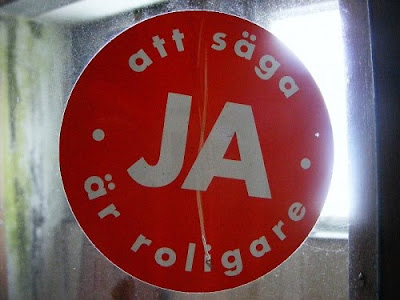 att säga
JA
är roligare